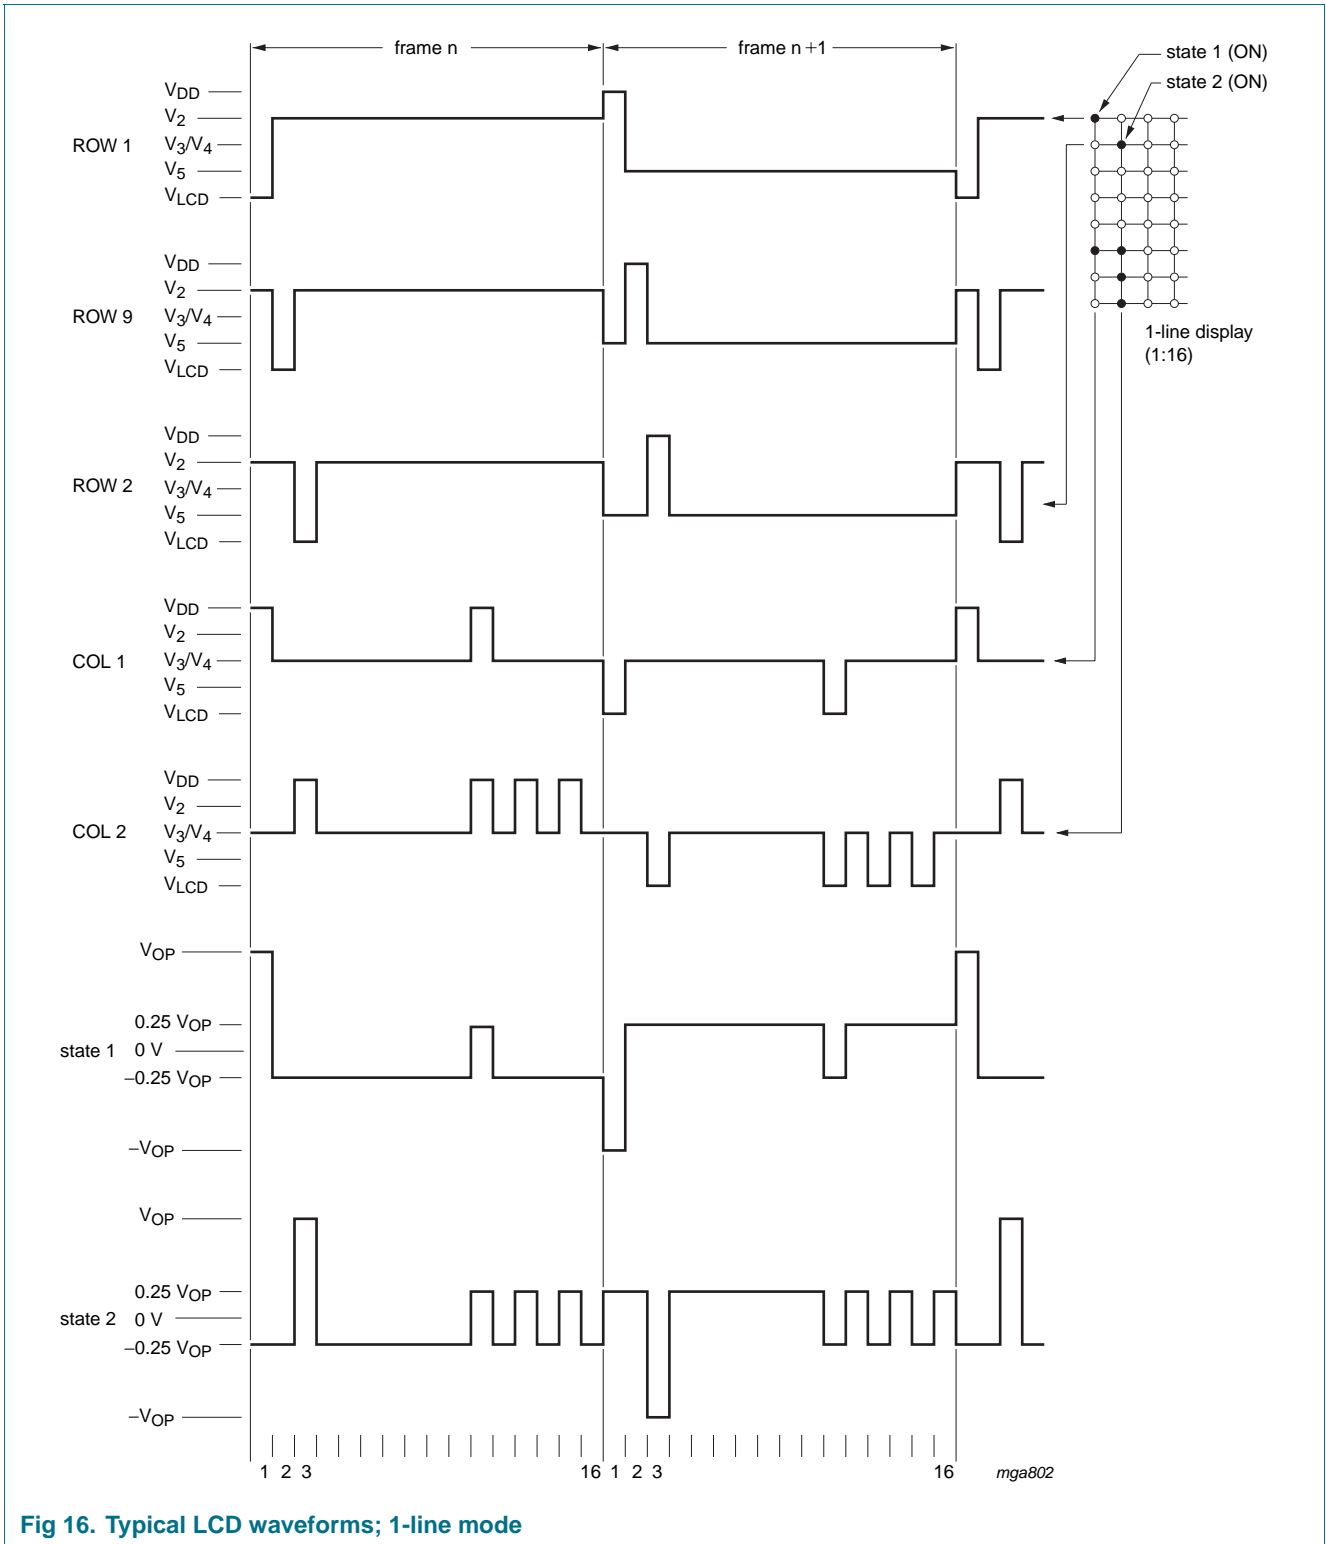 frame n
frame n+1
state 1 (ON)
state 2 (ON)
ROW 1
VDD
V2
V3/V4
V5
VLCD
1-line display
(1:16)
ROW 9
VDD
V2
V3/V4
V5
VLCD
ROW 2
VDD
V2
V3/V4
V5
VLCD
COL 1
VDD
V2
V3/V4
V5
VLCD
COL 2
VDD
V2
V3/V4
V5
VLCD
state 1
VOP
0.25 VOP
0 V
−0.25 VOP
−VOP
state 2
VOP
0.25 VOP
0 V
−0.25 VOP
−VOP
1 2 3 16 1 2 3 16
mga802
Fig 16. Typical LCD waveforms; 1-line mode